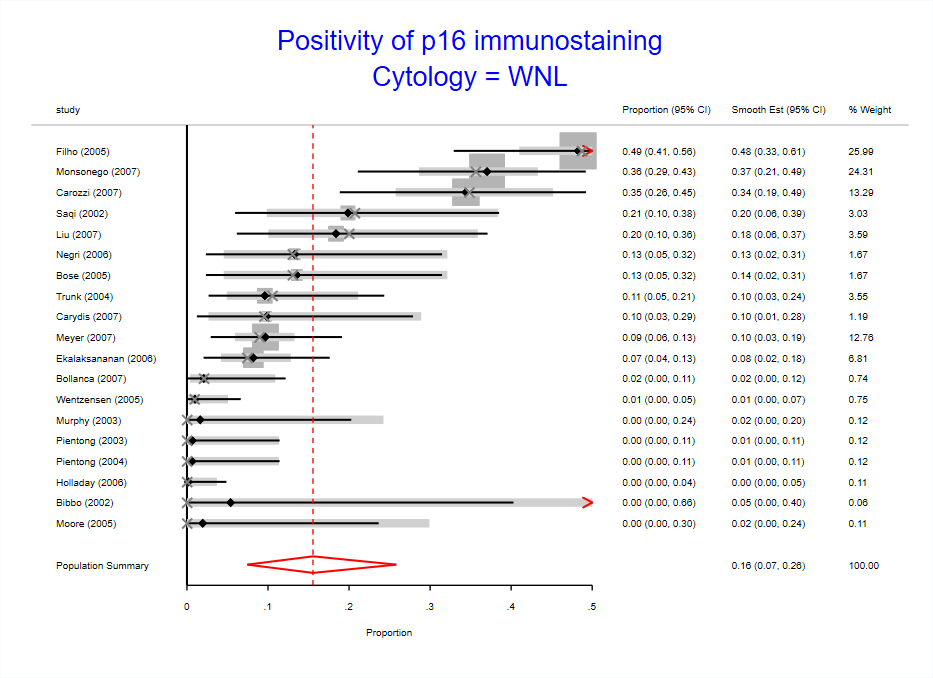 Positivity of p16 immunostaining
Cytology = WNL
study Proportion (95% CI) Smooth Est (95% CI) % Weight
Filho (2005) 0.49 (0.41, 0.56) 0.48 (0.33, 0.61) 25.99
Monsonego (2007) 0.36 (0.29, 0.43) 0.37 (0.21, 0.49) 24.31
Carozzi (2007) 0.35 (0.26, 0.45) 0.34 (0.19, 0.49) 13.29
Saqi (2002) 0.21 (0.10, 0.38) 0.20 (0.06, 0.39) 3.03
Liu (2007) 0.20 (0.10, 0.36) 0.18 (0.06, 0.37) 3.59
Negri (2006) 0.13 (0.05, 0.32) 0.13 (0.02, 0.31) 1.67
Bose (2005) 0.13 (0.05, 0.32) 0.14 (0.02, 0.31) 1.67
Trunk (2004) 0.11 (0.05, 0.21) 0.10 (0.03, 0.24) 3.55
Carydis (2007) 0.10 (0.03, 0.29) 0.10 (0.01, 0.28) 1.19
Meyer (2007) 0.09 (0.06, 0.13) 0.10 (0.03, 0.19) 12.76
Ekalaksananan (2006) 0.07 (0.04, 0.13) 0.08 (0.02, 0.18) 6.81
Bollanca (2007) 0.02 (0.00, 0.11) 0.02 (0.00, 0.12) 0.74
Wentzensen (2005) 0.01 (0.00, 0.05) 0.01 (0.00, 0.07) 0.75
Murphy (2003) 0.00 (0.00, 0.24) 0.02 (0.00, 0.20) 0.12
Pientong (2003) 0.00 (0.00, 0.11) 0.01 (0.00, 0.11) 0.12
Pientong (2004) 0.00 (0.00, 0.11) 0.01 (0.00, 0.11) 0.12
Holladay (2006) 0.00 (0.00, 0.04) 0.00 (0.00, 0.05) 0.11
Bibbo (2002) 0.00 (0.00, 0.66) 0.05 (0.00, 0.40) 0.06
Moore (2005) 0.00 (0.00, 0.30) 0.02 (0.00, 0.24) 0.11
Population Summary 0.16 (0.07, 0.26) 100.00
0 .1 .2 .3 .4 .5
Proportion